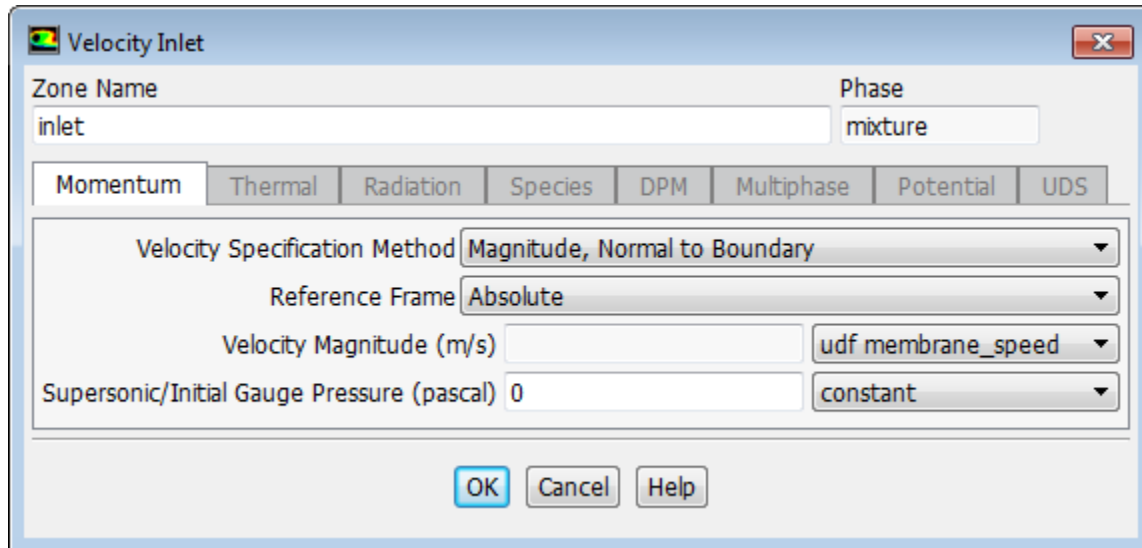 Velocity Inlet
Zone Name Phase
inlet mixture
Momentum Thermal Radiation Species DPM Multiphase Potential UDS
Velocity Specification Method Magnitude, Normal to Boundary
Reference Frame Absolute
Velocity Magnitude (m/s) udf membrane_speed
Supersonic/Initial Gauge Pressure (pascal) 0 constant
OK Cancel Help